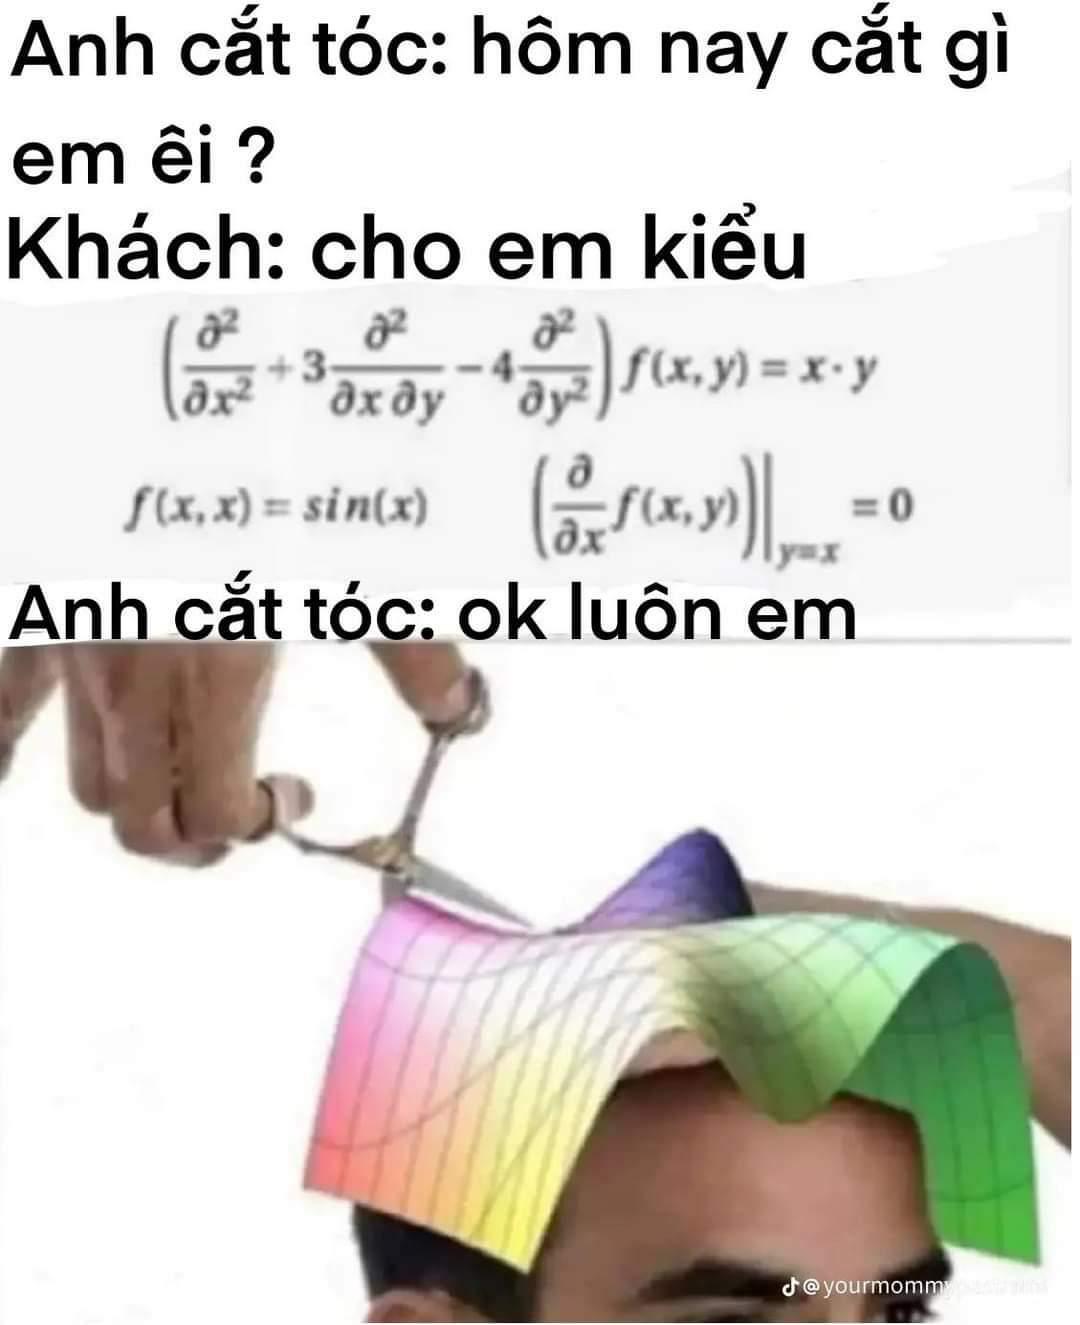 Anh cắt tóc: hôm nay cắt gì
em êi ?
Khách: cho em kiểu
(∂²/∂x² + 3 ∂²/∂x ∂y − 4 ∂²/∂y²) f(x, y) = x · y
f(x, x) = sin(x) (∂/∂x f(x, y))|y=x = 0
Anh cắt tóc: ok luôn em
@yourmommy